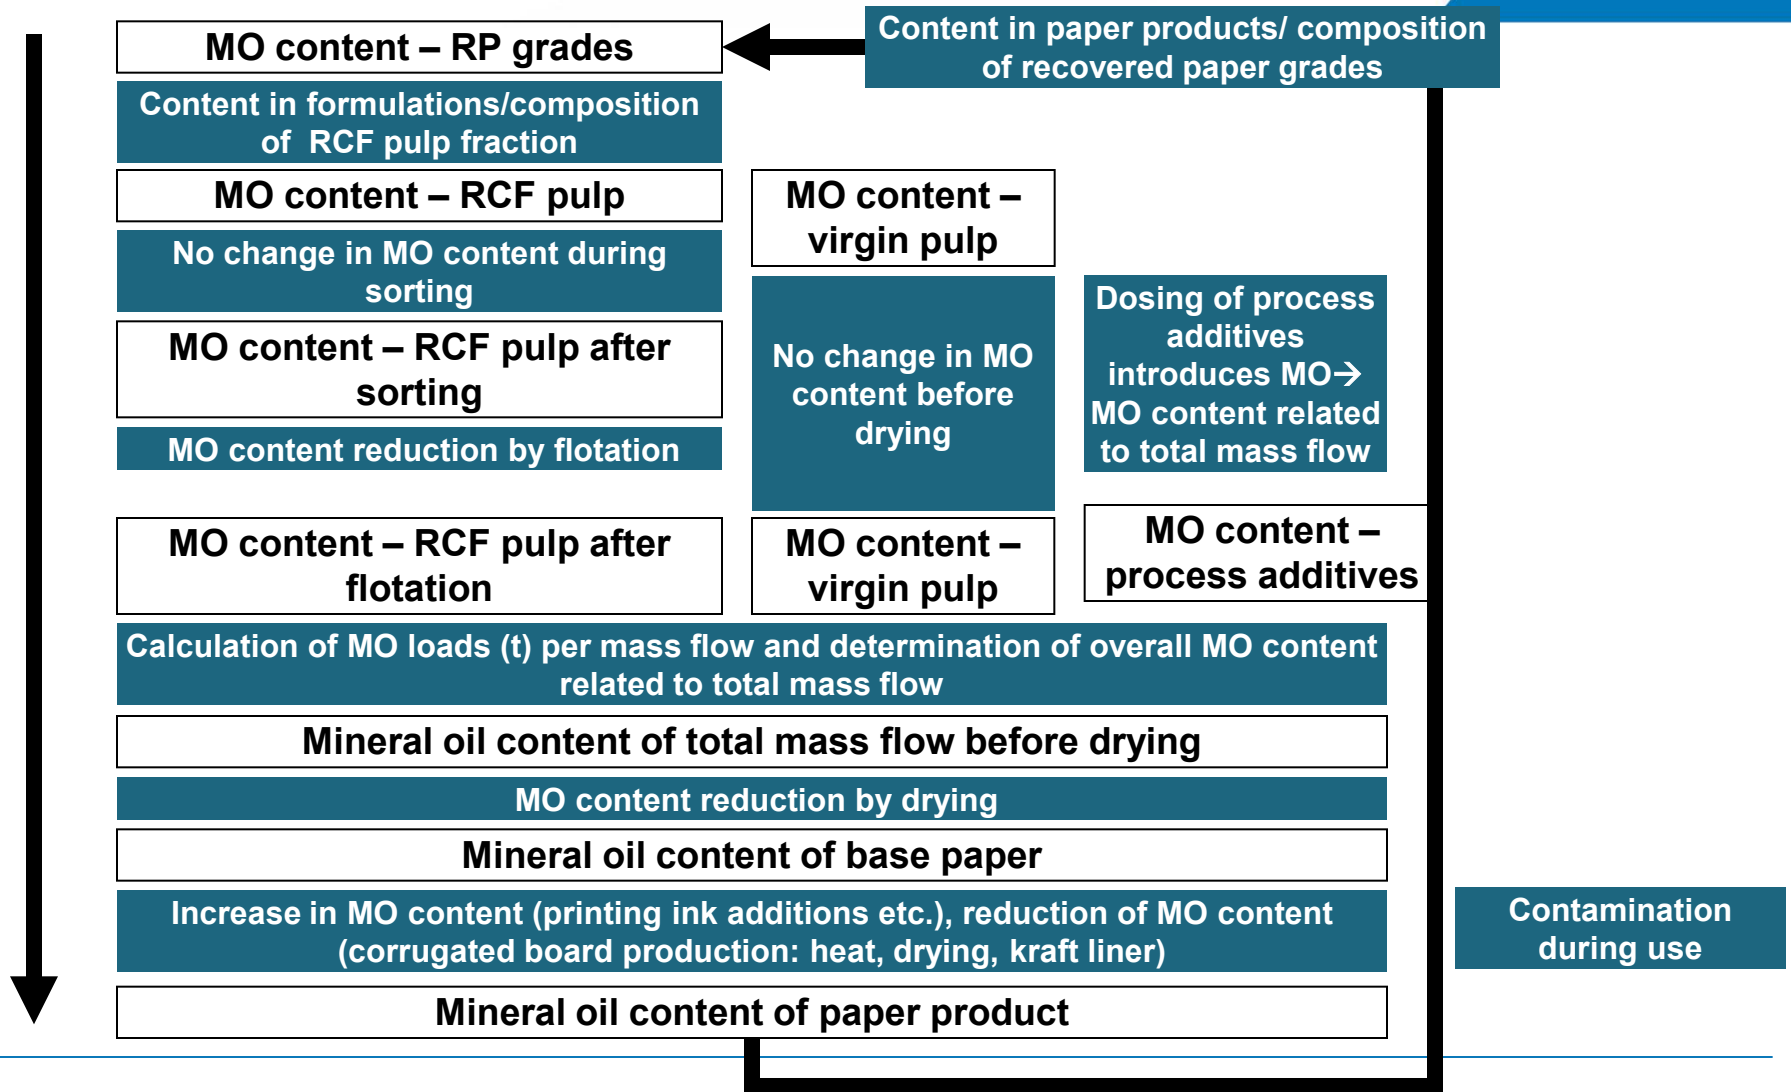 MO content – RP grades
Content in paper products/ composition
of recovered paper grades
Content in formulations/composition
of RCF pulp fraction
MO content – RCF pulp
MO content –
virgin pulp
No change in MO content during
sorting
Dosing of process
additives
introduces MO→
MO content related
to total mass flow
No change in MO
content before
drying
MO content – RCF pulp after
sorting
MO content reduction by flotation
MO content – RCF pulp after
flotation
MO content –
virgin pulp
MO content –
process additives
Calculation of MO loads (t) per mass flow and determination of overall MO content
related to total mass flow
Mineral oil content of total mass flow before drying
MO content reduction by drying
Mineral oil content of base paper
Increase in MO content (printing ink additions etc.), reduction of MO content
(corrugated board production: heat, drying, kraft liner)
Contamination
during use
Mineral oil content of paper product